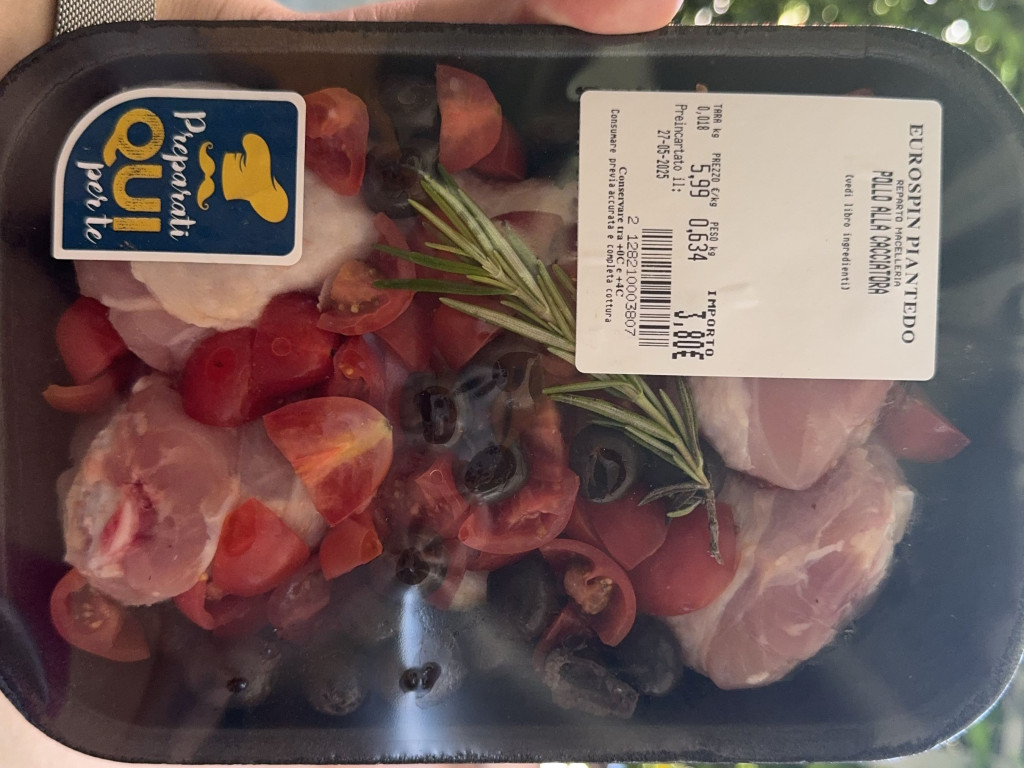 EUROSPIN PIANTEDO
REPARTO MACELLERIA
POLLO ALLA CACCIATORA
(vedi libro ingredienti)
TARA kg PREZZO €/kg PESO kg IMPORTO
0,018 5,99 0,634 3,80€
Preincartato il:
27-05-2025
2 128210003807
Conservare tra +0C e +4C
Consumare previa accurata e completa cottura
Preparati
QUI
per te